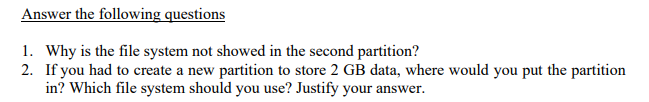 Answer the following questions
1. Why is the file system not showed in the second partition?
2. If you had to create a new partition to store 2 GB data, where would you put the partition
in? Which file system should you use? Justify your answer.